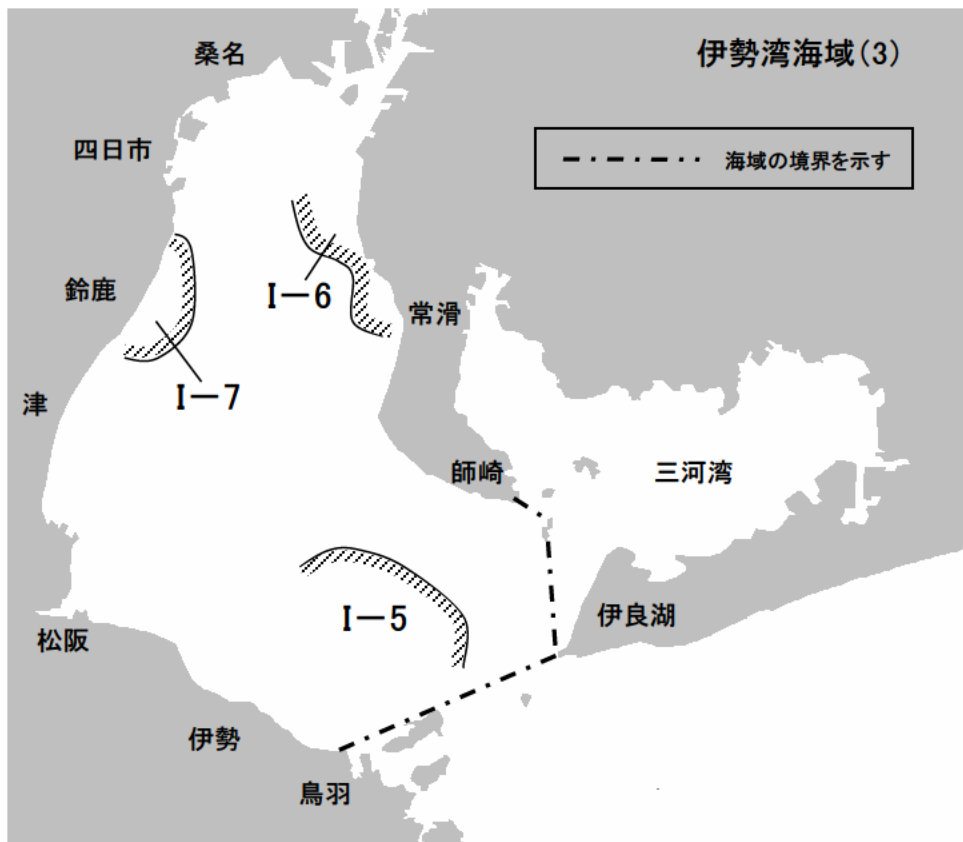 桑名
伊勢湾海域(3)
四日市
海域の境界を示す
鈴鹿
I－6
常滑
I－7
津
師崎
三河湾
I－5
伊良湖
松阪
伊勢
鳥羽